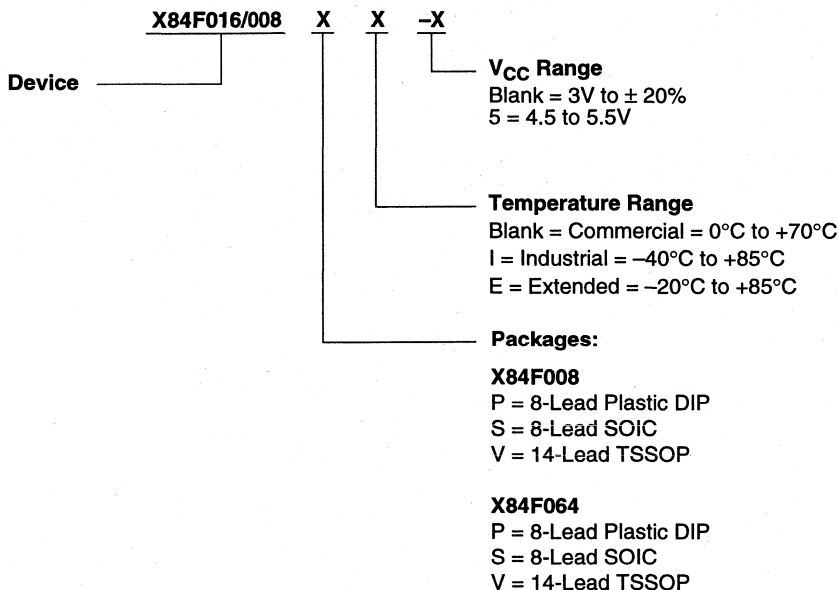 X84F016/008 X X –X
Device
VCC Range
Blank = 3V to ± 20%
5 = 4.5 to 5.5V
Temperature Range
Blank = Commercial = 0°C to +70°C
I = Industrial = –40°C to +85°C
E = Extended = –20°C to +85°C
Packages:
X84F008
P = 8-Lead Plastic DIP
S = 8-Lead SOIC
V = 14-Lead TSSOP
X84F064
P = 8-Lead Plastic DIP
S = 8-Lead SOIC
V = 14-Lead TSSOP